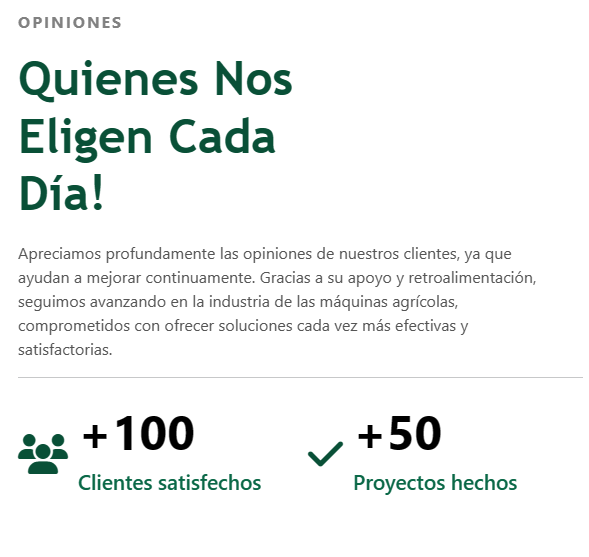 OPINIONES
Quienes Nos
Eligen Cada
Día!
Apreciamos profundamente las opiniones de nuestros clientes, ya que
ayudan a mejorar continuamente. Gracias a su apoyo y retroalimentación,
seguimos avanzando en la industria de las máquinas agrícolas,
comprometidos con ofrecer soluciones cada vez más efectivas y
satisfactorias.
+100
Clientes satisfechos
+50
Proyectos hechos